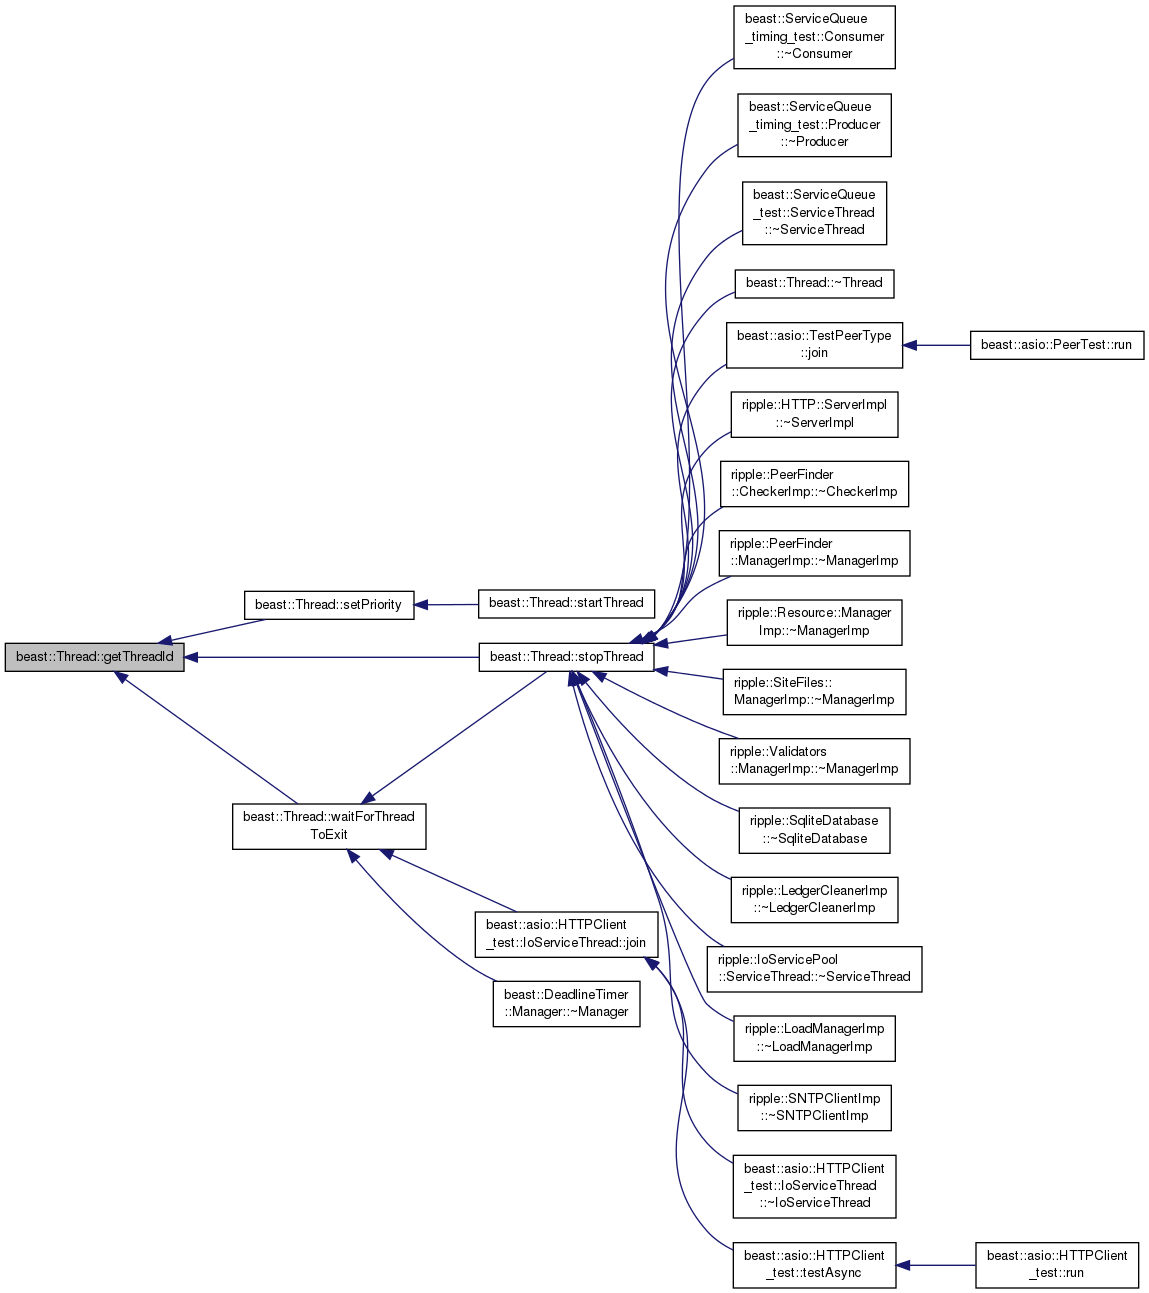 beast::ServiceQueue
_timing_test::Consumer
::~Consumer
beast::ServiceQueue
_timing_test::Producer
::~Producer
beast::ServiceQueue
_test::ServiceThread
::~ServiceThread
beast::Thread::~Thread
beast::asio::TestPeerType
::join
beast::asio::PeerTest::run
ripple::HTTP::ServerImpl
::~ServerImpl
ripple::PeerFinder
::CheckerImp::~CheckerImp
ripple::PeerFinder
::ManagerImp::~ManagerImp
beast::Thread::setPriority
beast::Thread::startThread
ripple::Resource::Manager
Imp::~ManagerImp
beast::Thread::getThreadId
beast::Thread::stopThread
ripple::SiteFiles::
ManagerImp::~ManagerImp
ripple::Validators
::ManagerImp::~ManagerImp
beast::Thread::waitForThread
ToExit
ripple::SqliteDatabase
::~SqliteDatabase
ripple::LedgerCleanerImp
::~LedgerCleanerImp
beast::asio::HTTPClient
_test::IoServiceThread::join
ripple::IoServicePool
::ServiceThread::~ServiceThread
beast::DeadlineTimer
::Manager::~Manager
ripple::LoadManagerImp
::~LoadManagerImp
ripple::SNTPClientImp
::~SNTPClientImp
beast::asio::HTTPClient
_test::IoServiceThread
::~IoServiceThread
beast::asio::HTTPClient
_test::testAsync
beast::asio::HTTPClient
_test::run